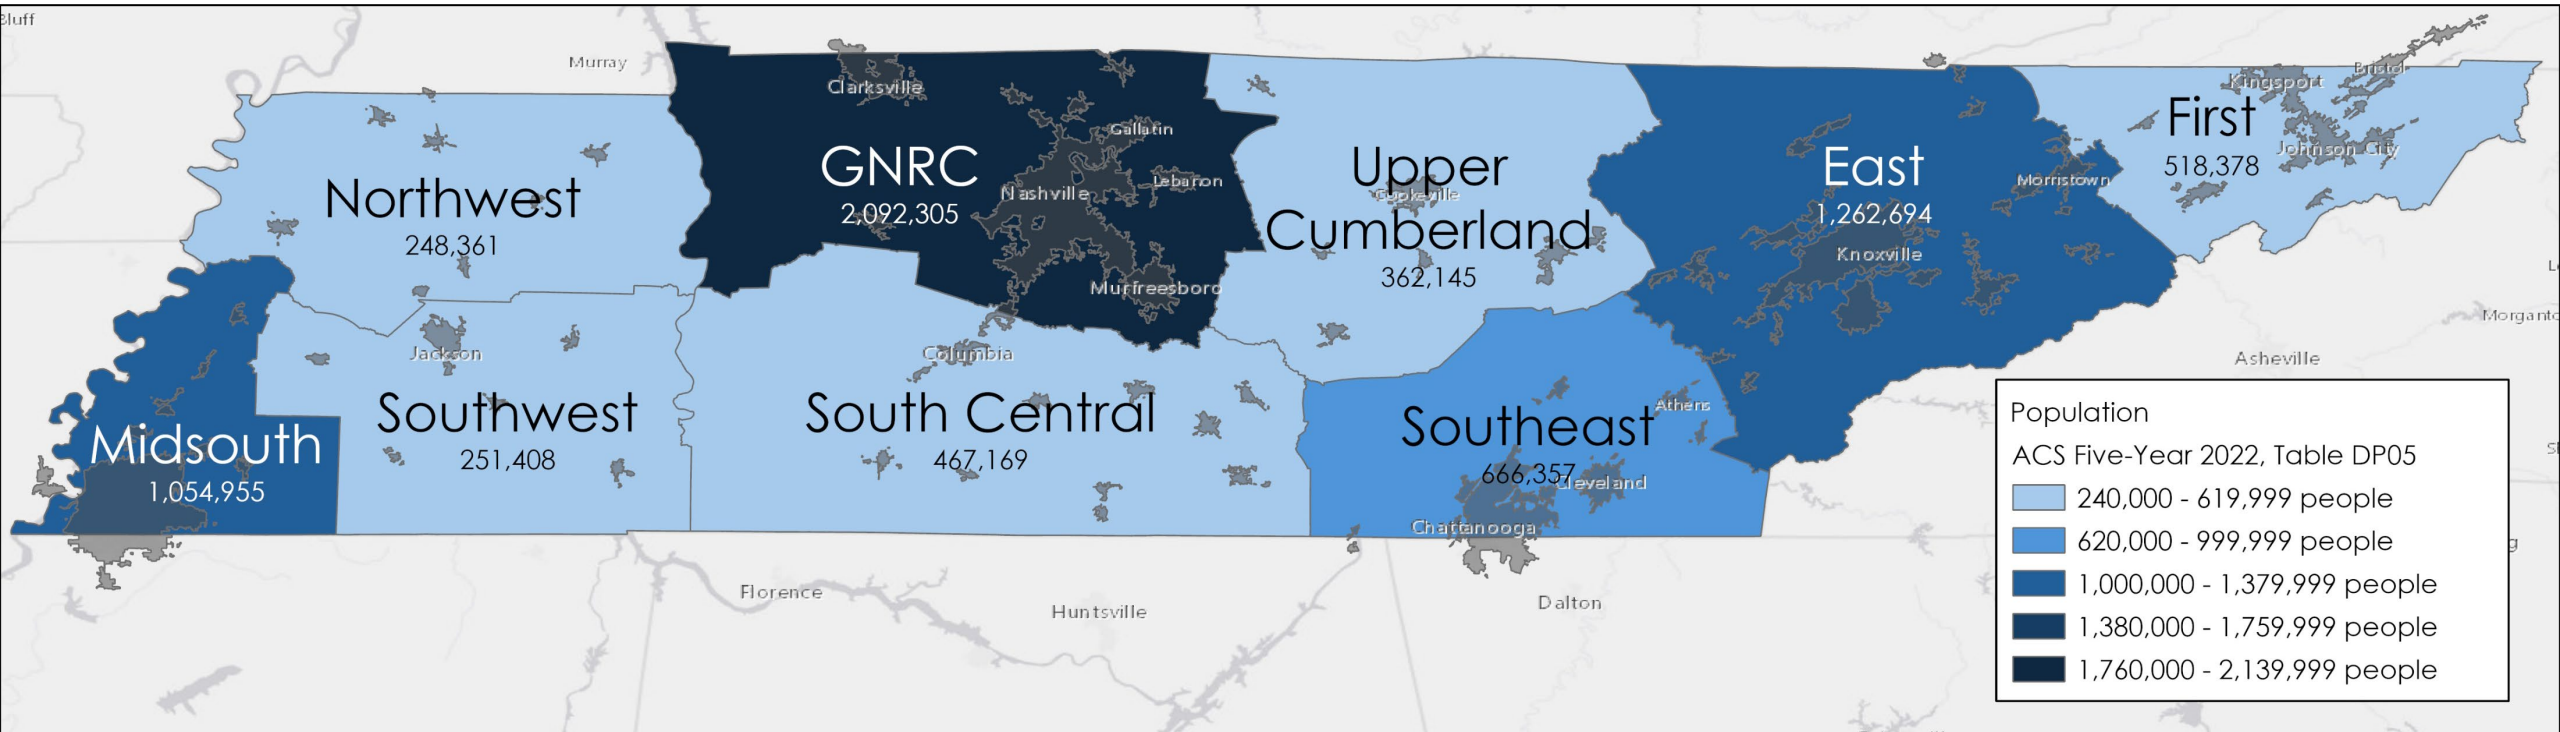 Bluff
Murray
Clarksville
Gallatin
GNRC
2,092,305
Nashville
Lebanon
Murfreesboro
Northwest
248,361
Upper
Cookeville
Cumberland
362,145
East
1,262,694
Morristown
Knoxville
First
518,378
Kingsport
Bristol
Johnson City
Jackson
Southwest
251,408
Midsouth
1,054,955
Columbia
South Central
467,169
Southeast
666,357
Athens
Cleveland
Chattanooga
Florence
Huntsville
Dalton
Asheville
Morganto
Population
ACS Five-Year 2022, Table DP05
240,000 - 619,999 people
620,000 - 999,999 people
1,000,000 - 1,379,999 people
1,380,000 - 1,759,999 people
1,760,000 - 2,139,999 people